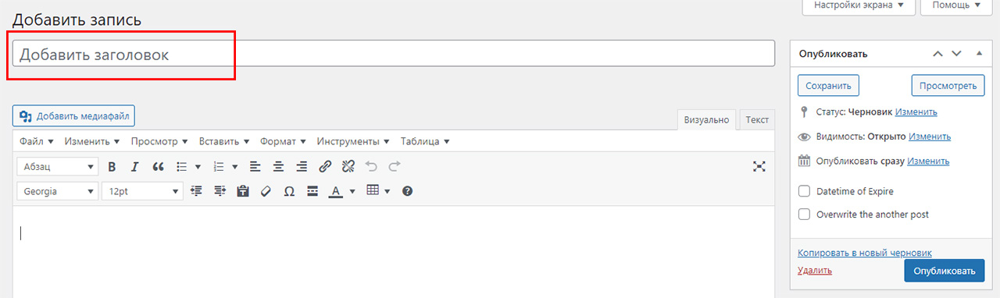 Настройки экрана
Помощь
Добавить запись
Добавить заголовок
Добавить медиафайл
Визуально Текст
Файл Изменить Просмотр Вставить Формат Инструменты Таблица
Абзац B I
Georgia 12pt Ω A
Опубликовать
Сохранить Просмотреть
Статус: Черновик Изменить
Видимость: Открыто Изменить
Опубликовать сразу Изменить
Datetime of Expire
Overwrite the another post
Копировать в новый черновик
Удалить Опубликовать